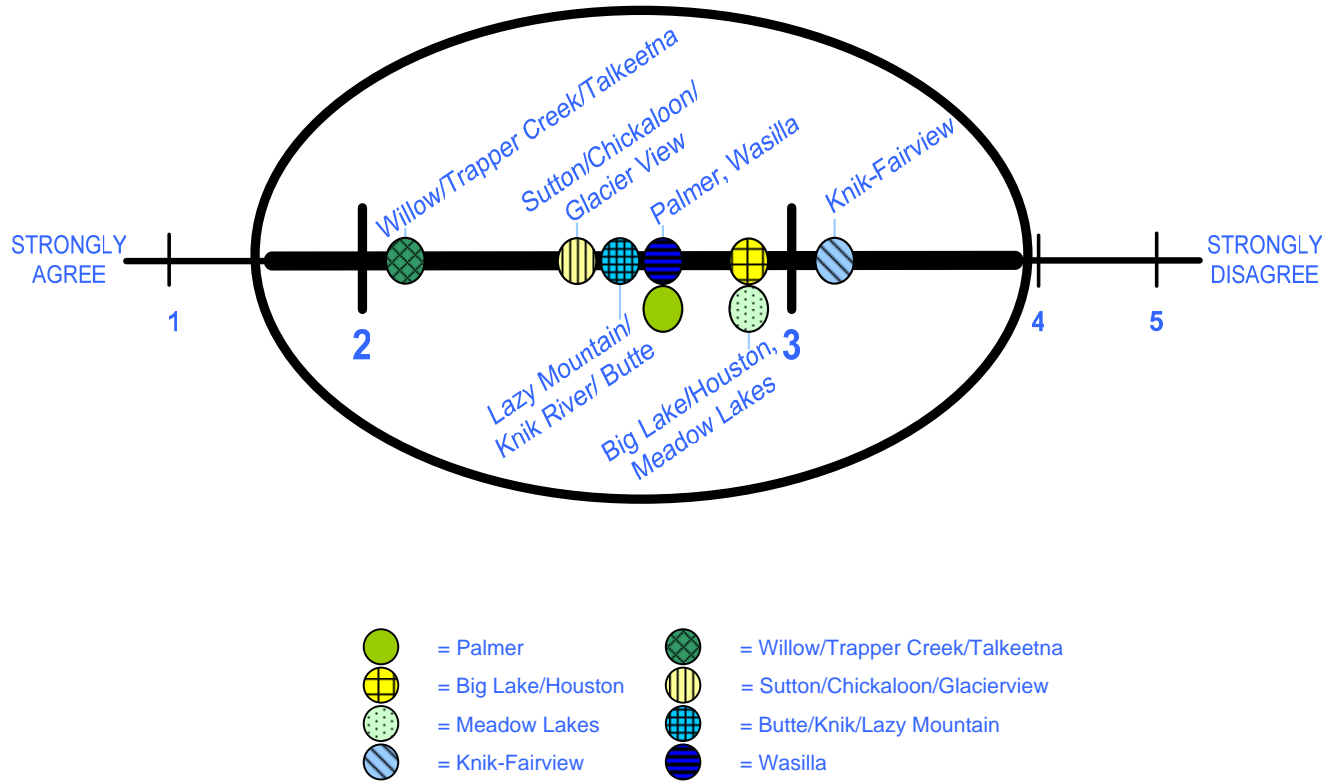 Willow/Trapper Creek/Talkeetna
Sutton/Chickaloon/
Glacier View
Palmer, Wasilla
Knik-Fairview
STRONGLY
AGREE
STRONGLY
DISAGREE
1
2
3
4
5
Lazy Mountain/
Knik River/ Butte
Big Lake/Houston,
Meadow Lakes
= Palmer
= Willow/Trapper Creek/Talkeetna
= Big Lake/Houston
= Sutton/Chickaloon/Glacierview
= Meadow Lakes
= Butte/Knik/Lazy Mountain
= Knik-Fairview
= Wasilla